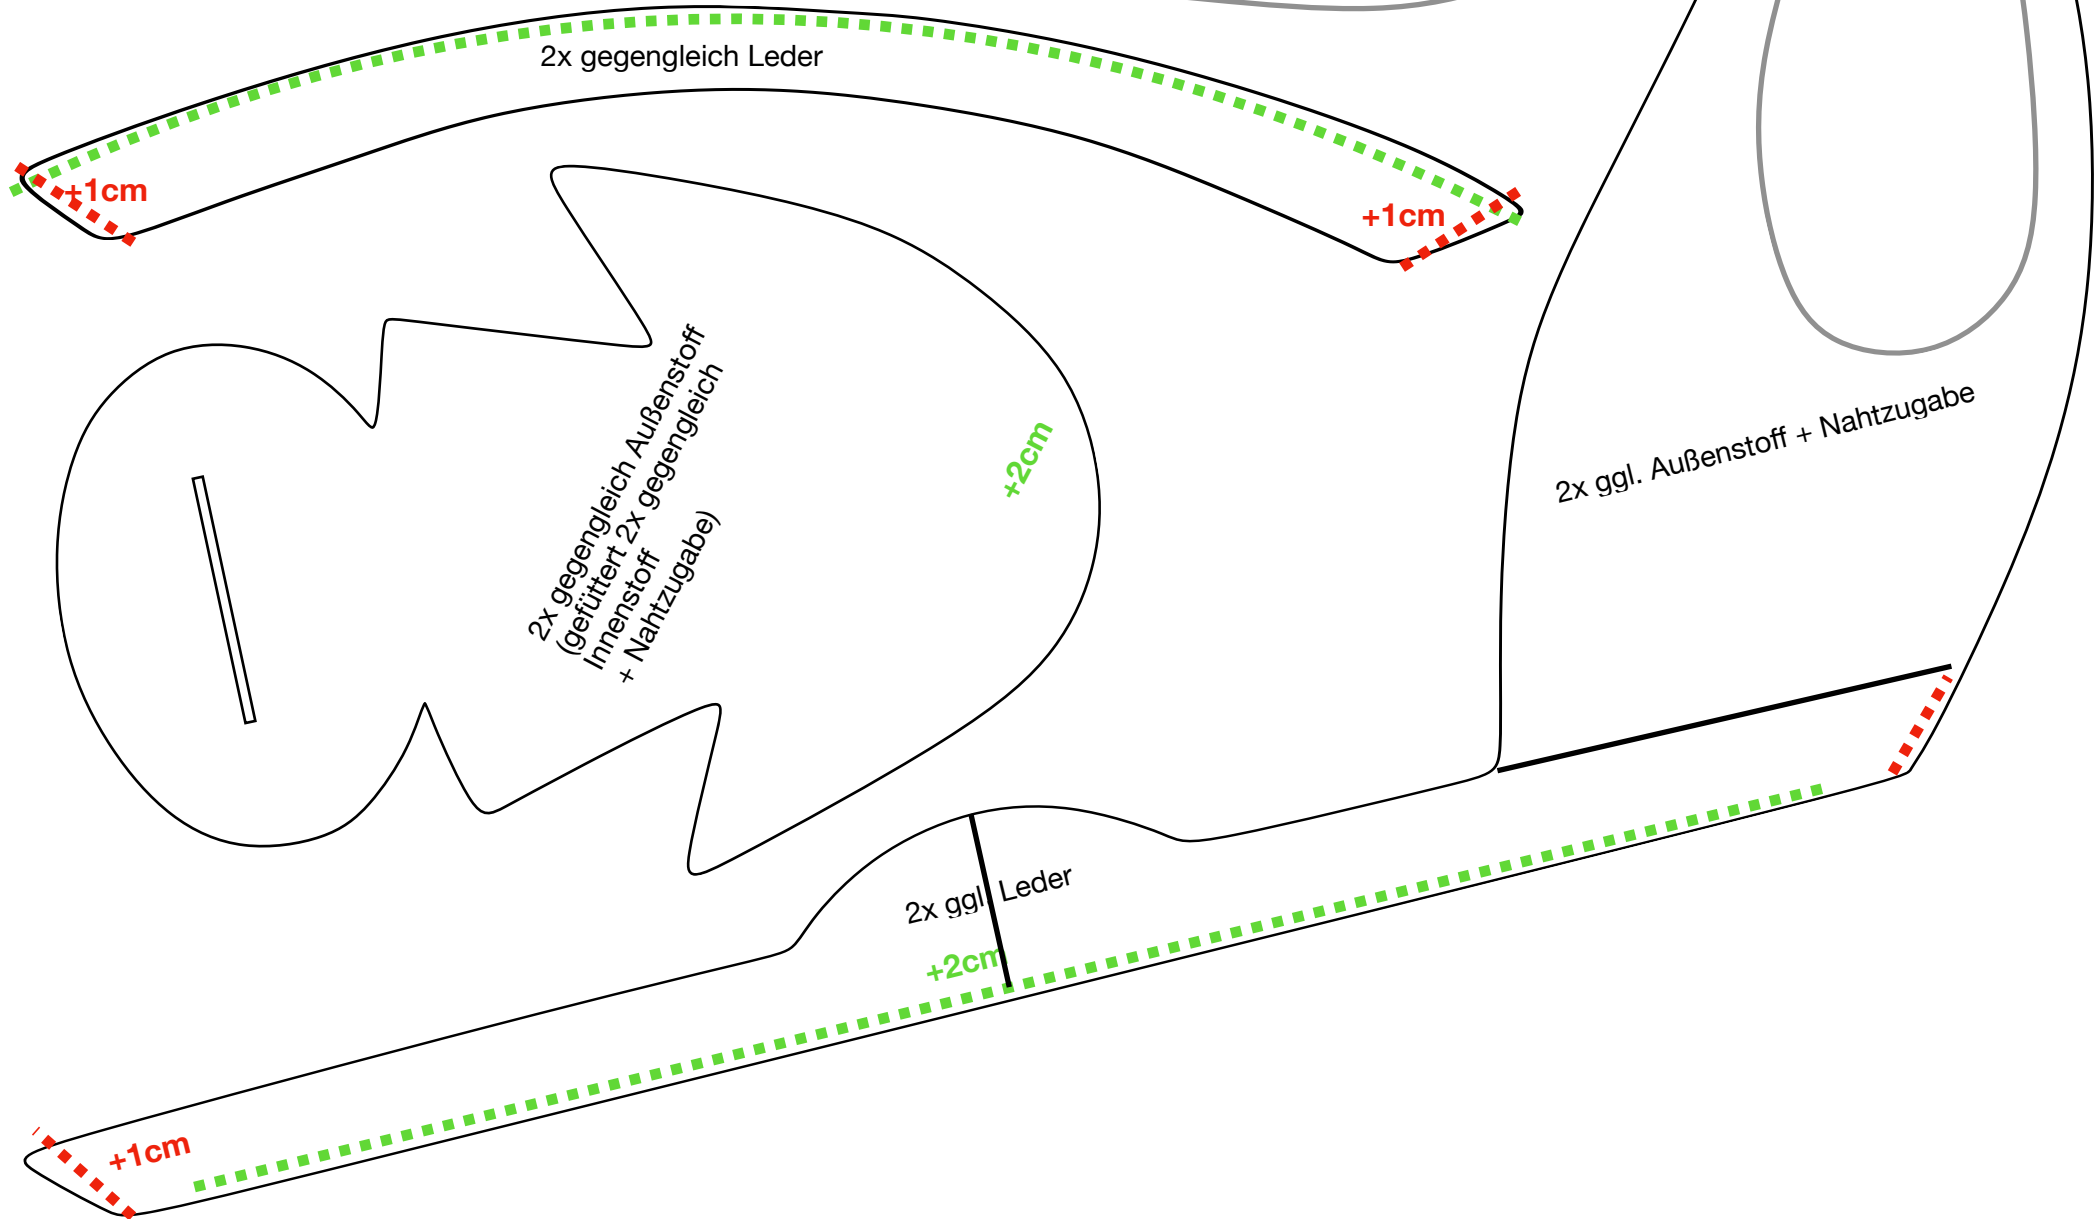 2x gegengleich Leder
+1cm
+1cm
2x gegengleich Außenstoff
(gefüttert 2x gegengleich
Innenstoff
+ Nahtzugabe)
+2cm
2x ggl. Außenstoff + Nahtzugabe
2x ggl. Leder
+2cm
+1cm